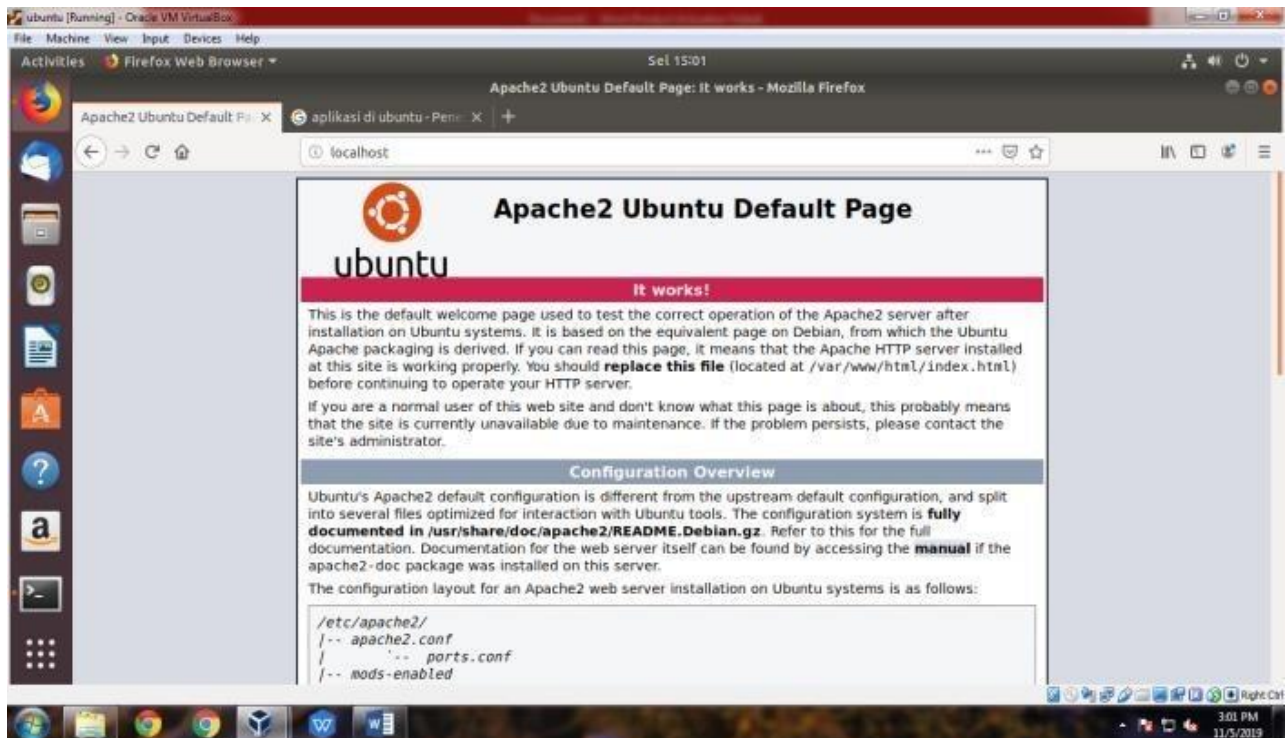 ubuntu [Running] - Oracle VM VirtualBox
File Machine View Input Devices Help
Activities Firefox Web Browser Sel 15:01
Apache2 Ubuntu Default Page: It works - Mozilla Firefox
Apache2 Ubuntu Default Pa aplikasi di ubuntu - Pene
localhost
Apache2 Ubuntu Default Page
ubuntu
It works!
This is the default welcome page used to test the correct operation of the Apache2 server after
installation on Ubuntu systems. It is based on the equivalent page on Debian, from which the Ubuntu
Apache packaging is derived. If you can read this page, it means that the Apache HTTP server installed
at this site is working properly. You should replace this file (located at /var/www/html/index.html)
before continuing to operate your HTTP server.
If you are a normal user of this web site and don't know what this page is about, this probably means
that the site is currently unavailable due to maintenance. If the problem persists, please contact the
site's administrator.
Configuration Overview
Ubuntu's Apache2 default configuration is different from the upstream default configuration, and split
into several files optimized for interaction with Ubuntu tools. The configuration system is fully
documented in /usr/share/doc/apache2/README.Debian.gz. Refer to this for the full
documentation. Documentation for the web server itself can be found by accessing the manual if the
apache2-doc package was installed on this server.
The configuration layout for an Apache2 web server installation on Ubuntu systems is as follows:
/etc/apache2/
|-- apache2.conf
| `-- ports.conf
|-- mods-enabled
Right Ctrl
3:01 PM
11/5/2019